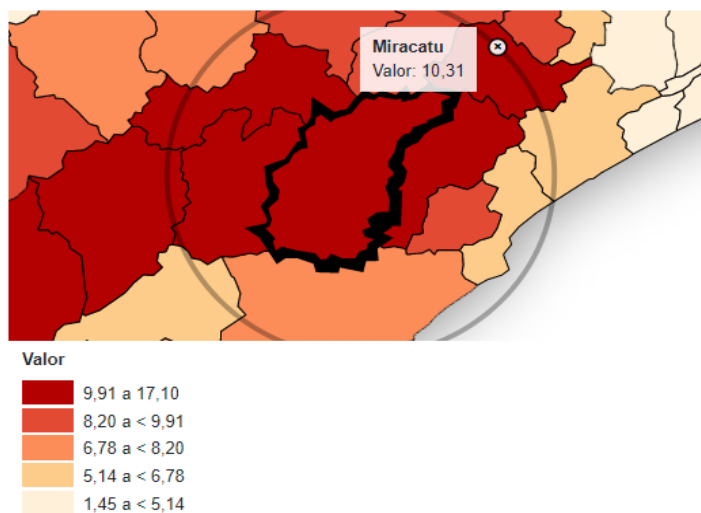 Miracatu
Valor: 10,31
Valor
9,91 a 17,10
8,20 a < 9,91
6,78 a < 8,20
5,14 a < 6,78
1,45 a < 5,14